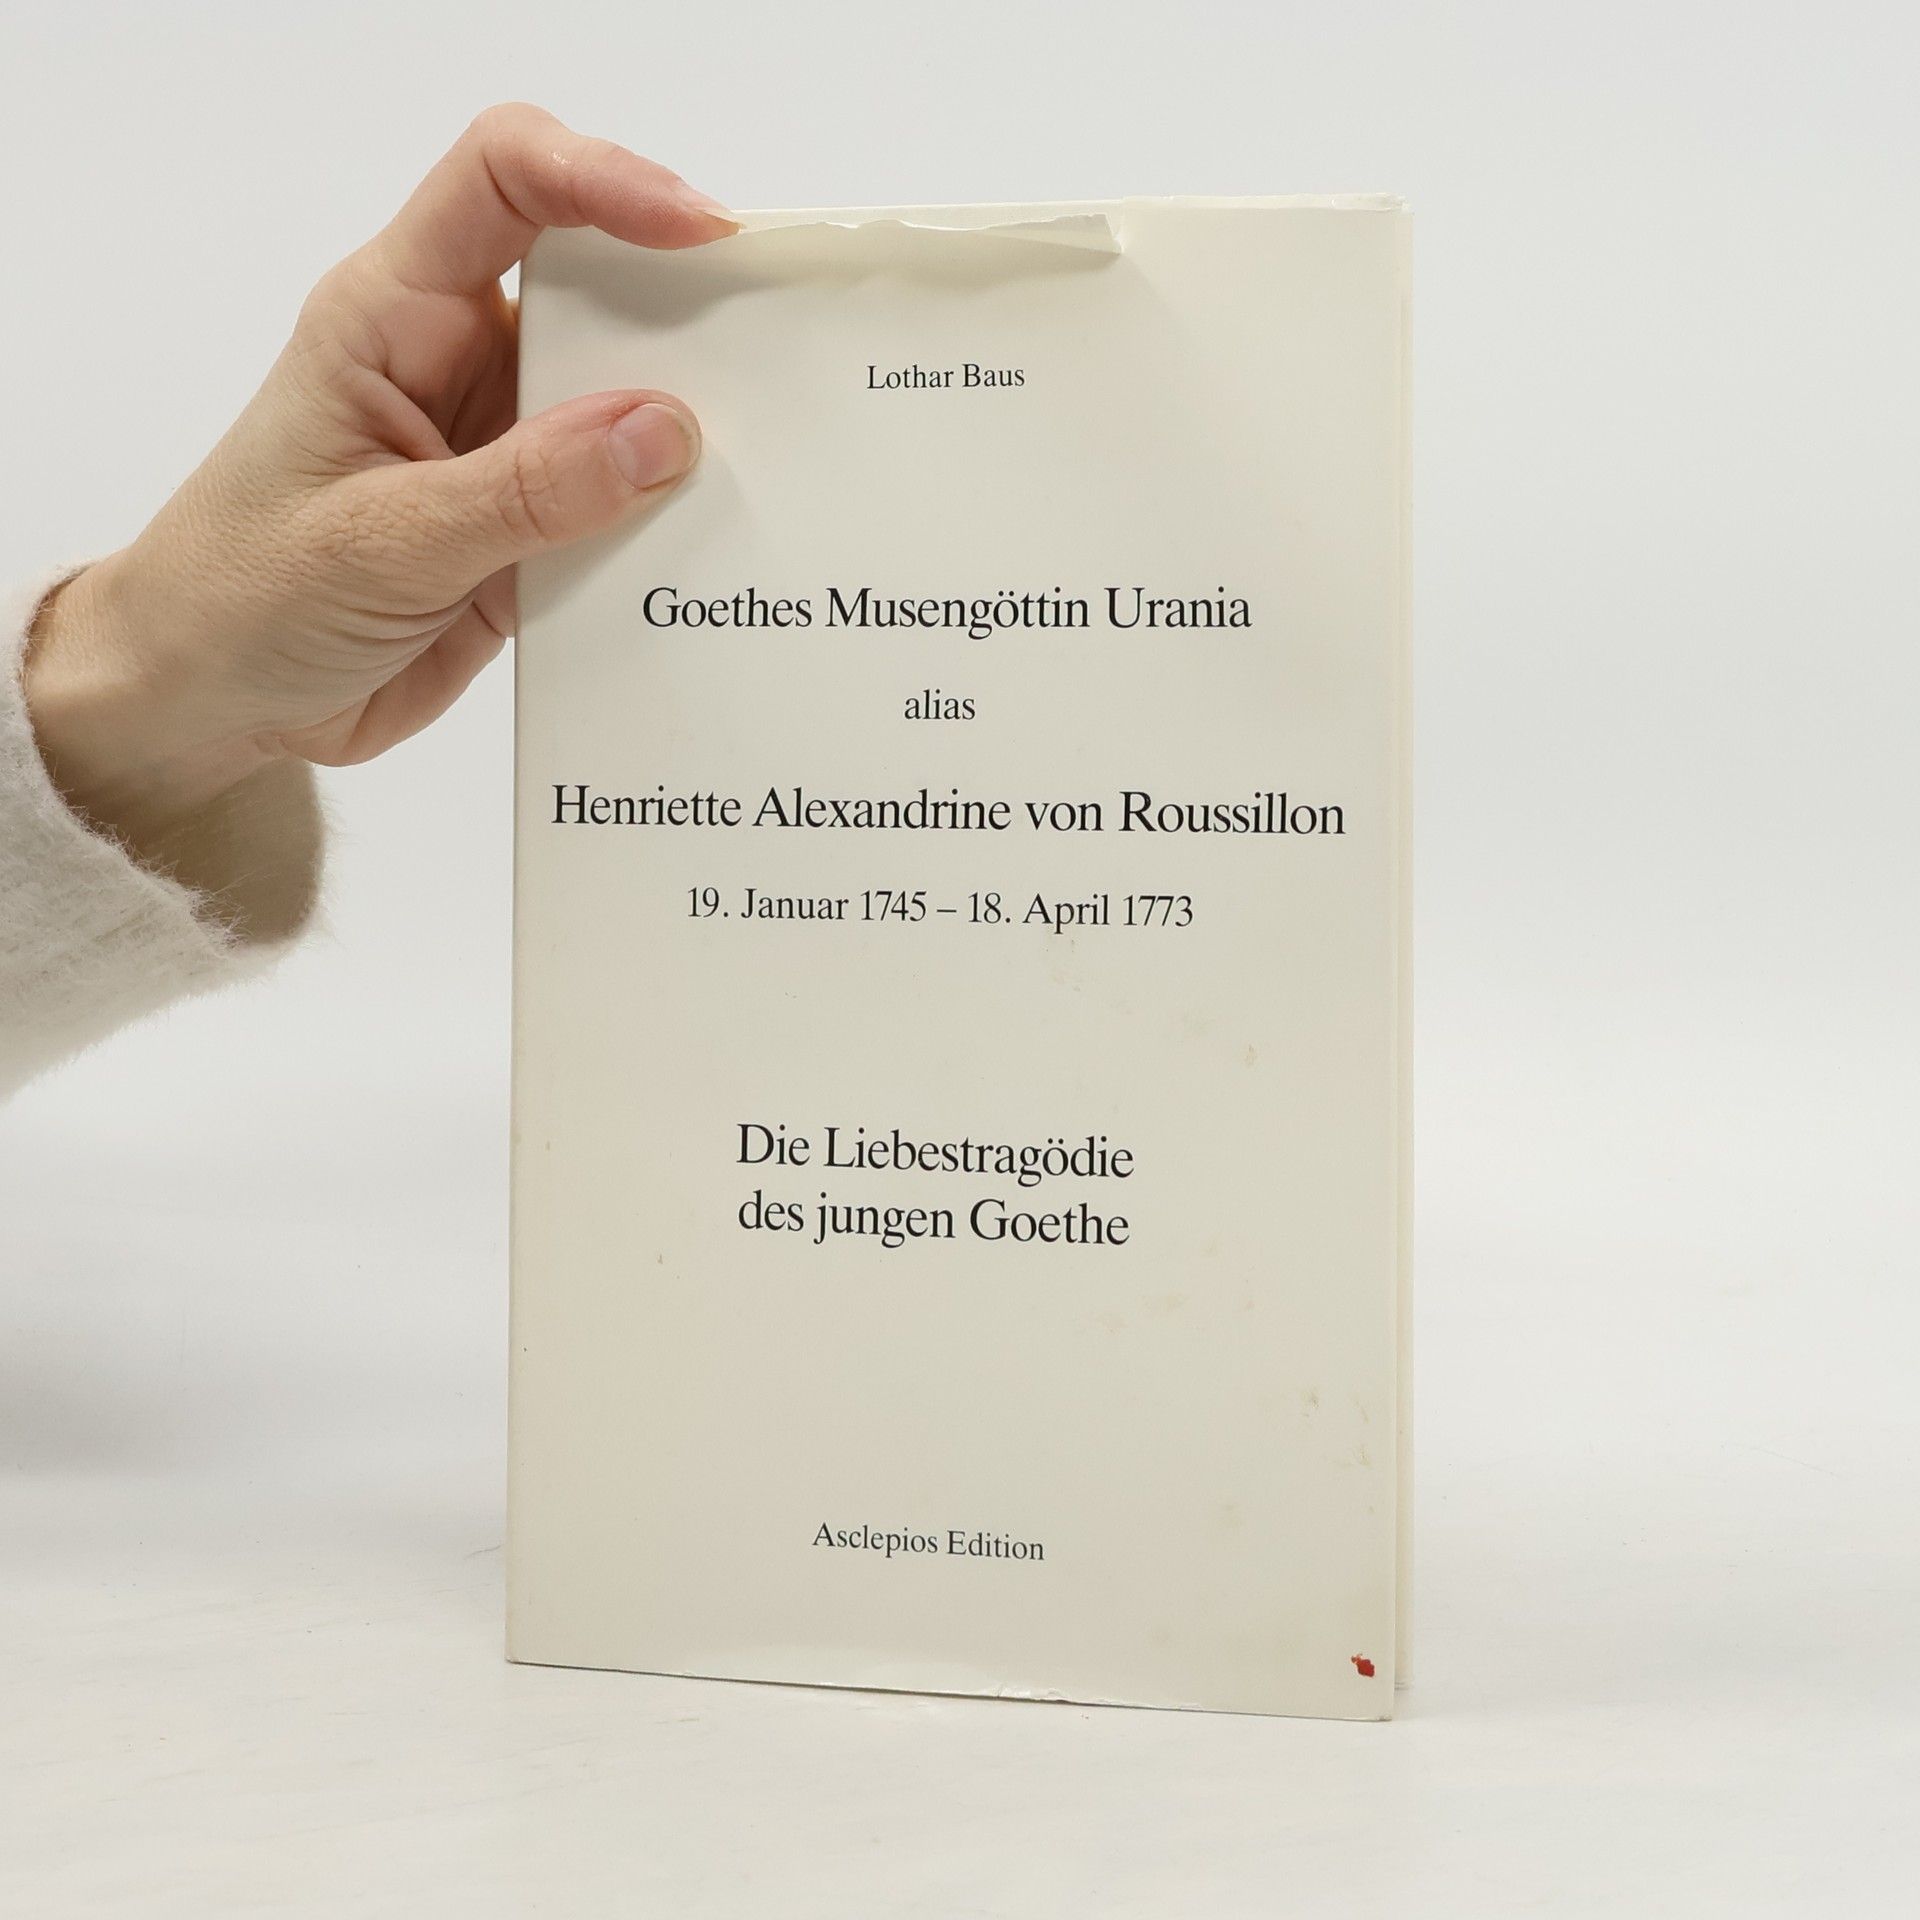 Lothar Baus
Goethes Musengöttin Urania
alias
Henriette Alexandrine von Roussillon
19. Januar 1745 – 18. April 1773
Die Liebestragödie
des jungen Goethe
Asclepios Edition